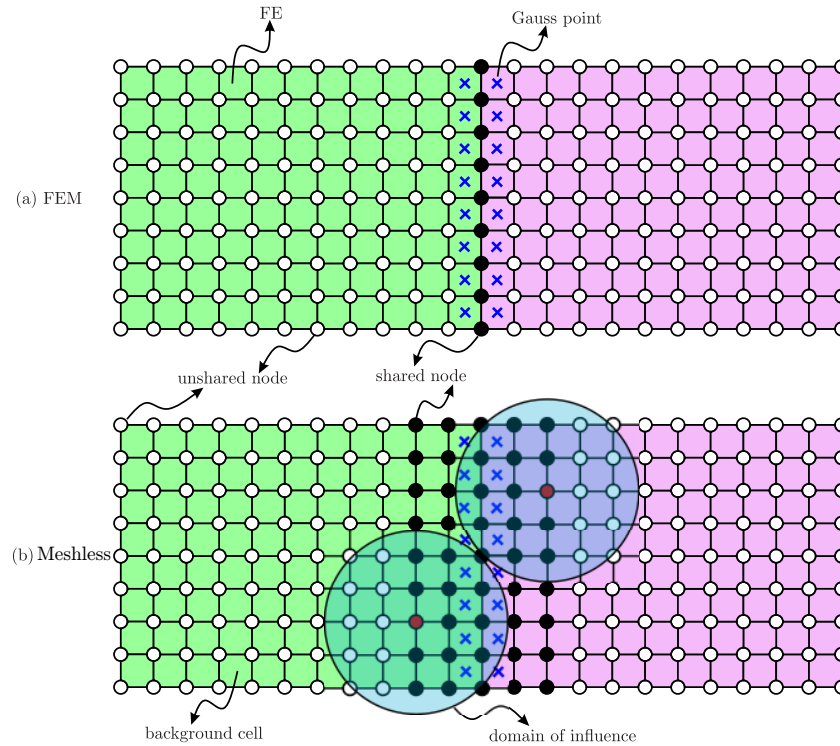 FE
Gauss point
(a) FEM
unshared node
shared node
(b) Meshless
background cell
domain of influence